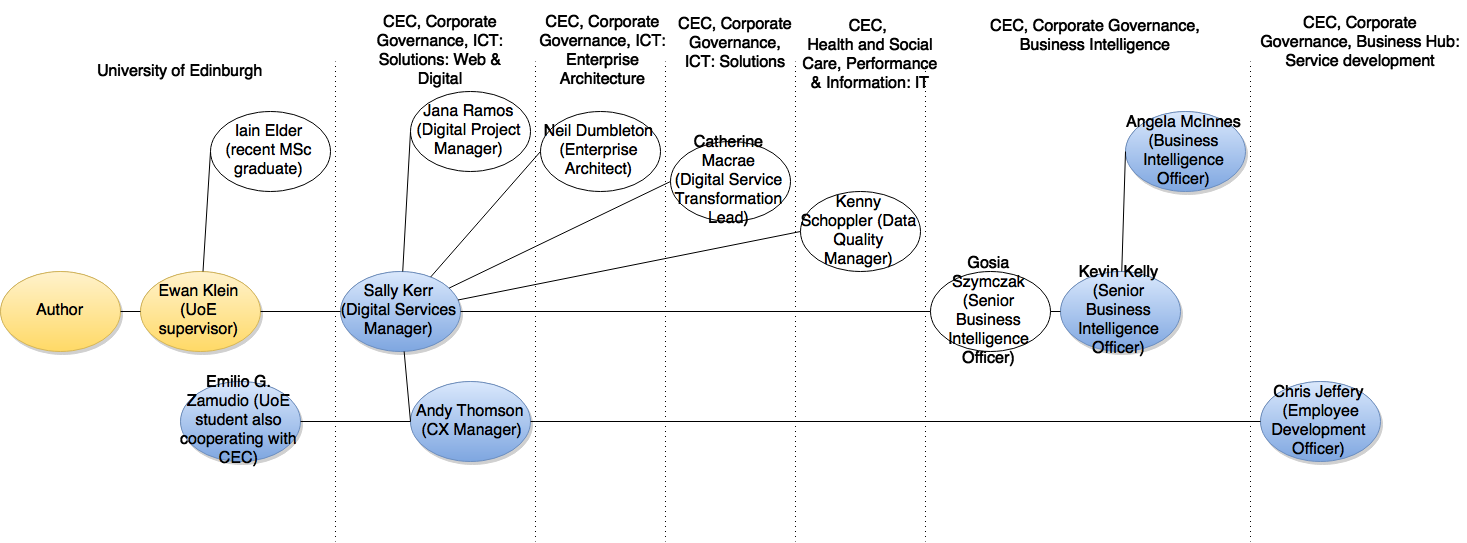 University of Edinburgh
CEC, Corporate
Governance, ICT:
Solutions: Web &
Digital
CEC, Corporate
Governance, ICT:
Enterprise
Architecture
CEC, Corporate
Governance,
ICT: Solutions
CEC,
Health and Social
Care, Performance
& Information: IT
CEC, Corporate Governance,
Business Intelligence
CEC, Corporate
Governance, Business Hub:
Service development
Iain Elder
(recent MSc
graduate)
Jana Ramos
(Digital Project
Manager)
Neil Dumbleton
(Enterprise
Architect)
Catherine
Macrae
(Digital Service
Transformation
Lead)
Kenny
Schoppler (Data
Quality
Manager)
Angela McInnes
(Business
Intelligence
Officer)
Author
Ewan Klein
(UoE
supervisor)
Sally Kerr
(Digital Services
Manager)
Gosia
Szymczak
(Senior
Business
Intelligence
Officer)
Kevin Kelly
(Senior
Business
Intelligence
Officer)
Emilio G.
Zamudio (UoE
student also
cooperating with
CEC)
Andy Thomson
(CX Manager)
Chris Jeffery
(Employee
Development
Officer)